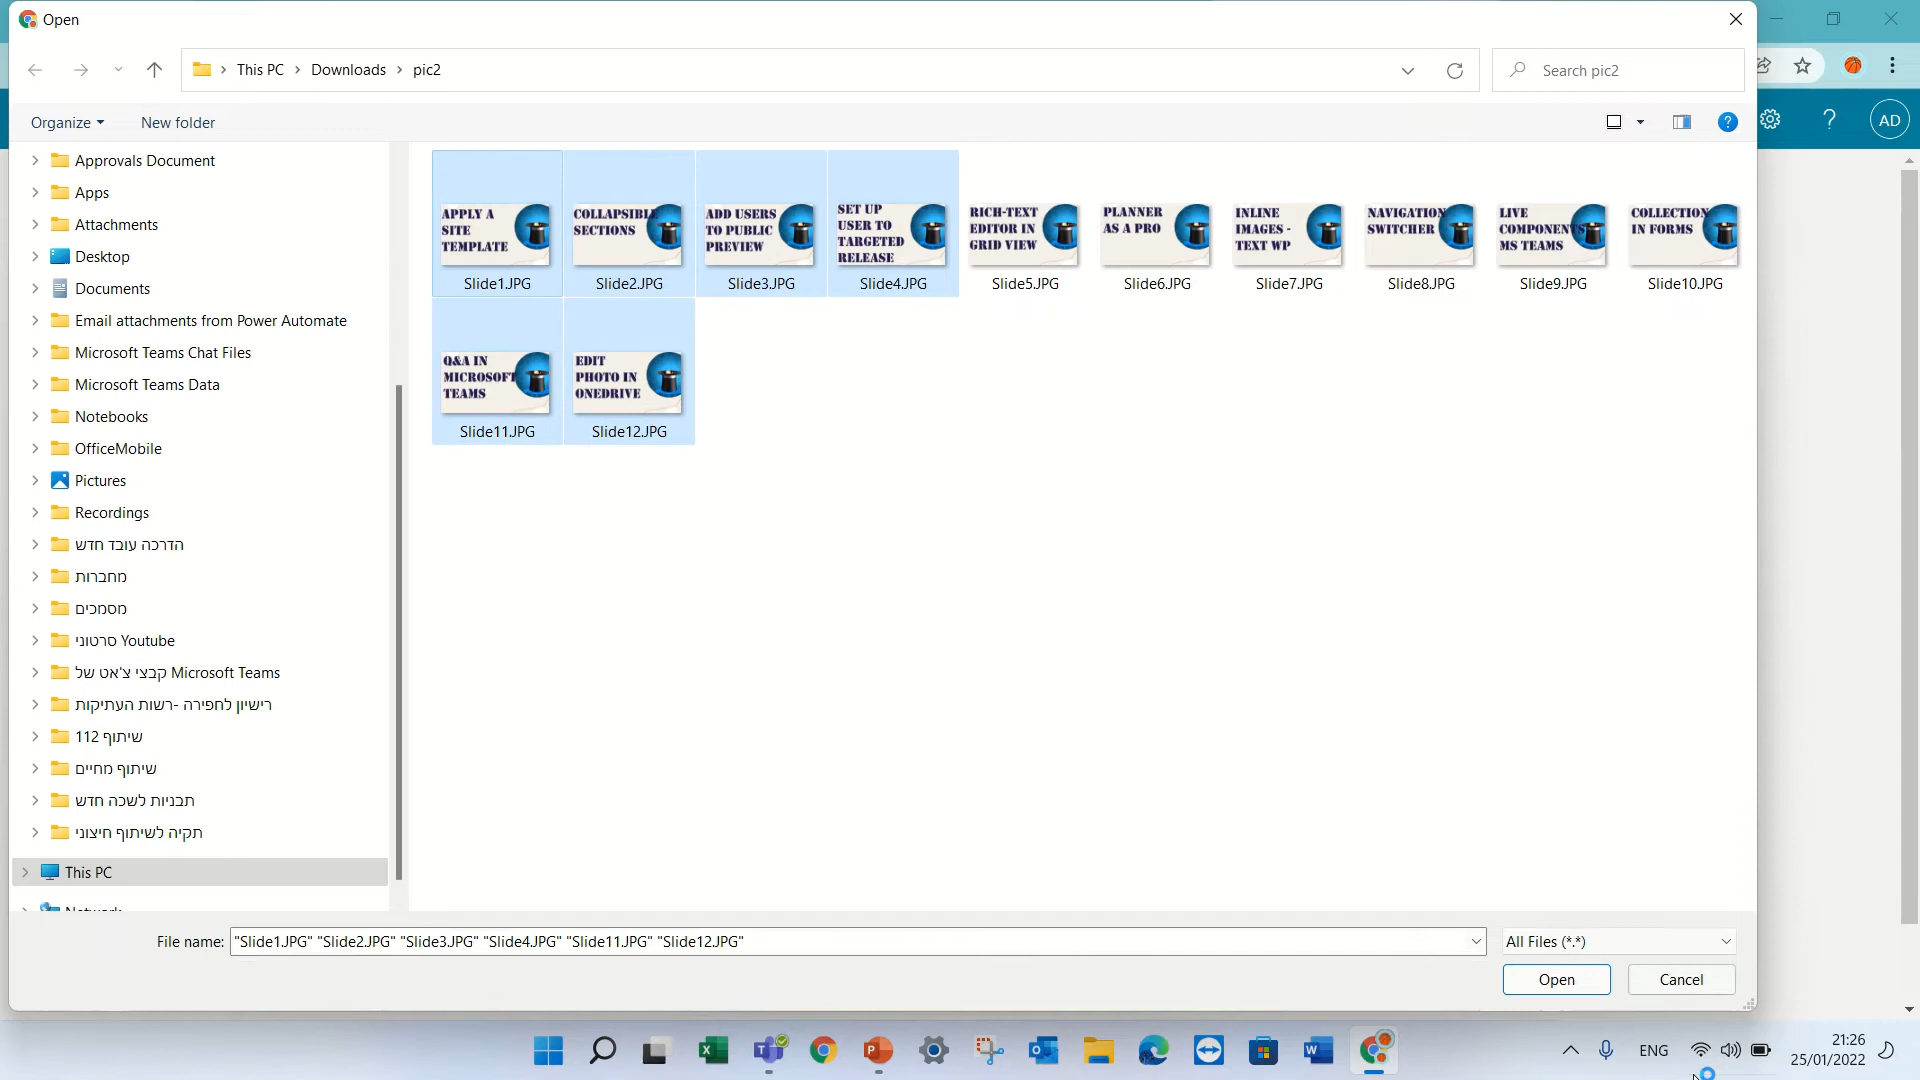 Open
This PC
Downloads
pic2
Search pic2
Organize
New folder
AD
Approvals Document
Apps
Attachments
Desktop
Documents
Email attachments from Power Automate
Microsoft Teams Chat Files
Microsoft Teams Data
Notebooks
OfficeMobile
Pictures
Recordings
הדרכה עובד חדש
מחברות
מסמכים
סרטוני Youtube
קבצי צ'אט של Microsoft Teams
רישיון לחפירה -רשות העתיקות
שיתוף 112
שיתוף מחיים
תבניות לשכה חדש
תקיה לשיתוף חיצוני
This PC
Network
APPLY A
SITE
TEMPLATE
Slide1.JPG
COLLAPSIBLE
SECTIONS
Slide2.JPG
ADD USERS
TO PUBLIC
PREVIEW
Slide3.JPG
SET UP
USER TO
TARGETED
RELEASE
Slide4.JPG
RICH-TEXT
EDITOR IN
GRID VIEW
Slide5.JPG
PLANNER
AS A PRO
Slide6.JPG
INLINE
IMAGES -
TEXT WP
Slide7.JPG
NAVIGATION
SWITCHER
Slide8.JPG
LIVE
COMPONENTS
MS TEAMS
Slide9.JPG
COLLECTION
IN FORMS
Slide10.JPG
Q&A IN
MICROSOFT
TEAMS
Slide11.JPG
EDIT
PHOTO IN
ONEDRIVE
Slide12.JPG
File name: "Slide1.JPG" "Slide2.JPG" "Slide3.JPG" "Slide4.JPG" "Slide11.JPG" "Slide12.JPG"
All Files (*.*)
Open
Cancel
ENG
21:26
25/01/2022